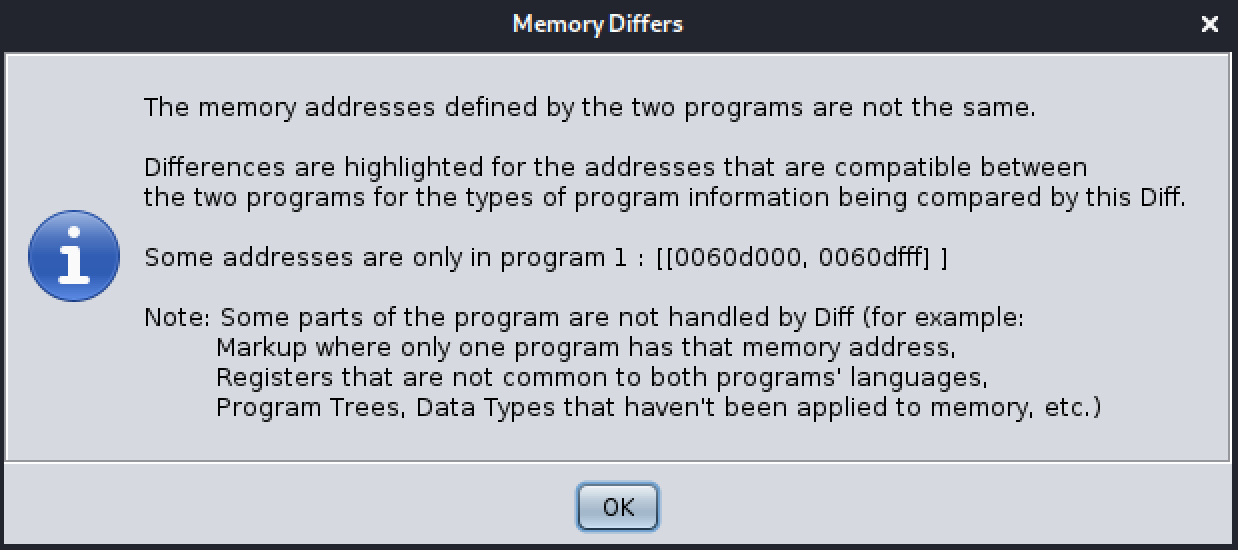 Memory Differs
The memory addresses defined by the two programs are not the same.
Differences are highlighted for the addresses that are compatible between
the two programs for the types of program information being compared by this Diff.
Some addresses are only in program 1 : [[0060d000, 0060dfff] ]
Note: Some parts of the program are not handled by Diff (for example:
Markup where only one program has that memory address,
Registers that are not common to both programs' languages,
Program Trees, Data Types that haven't been applied to memory, etc.)
OK